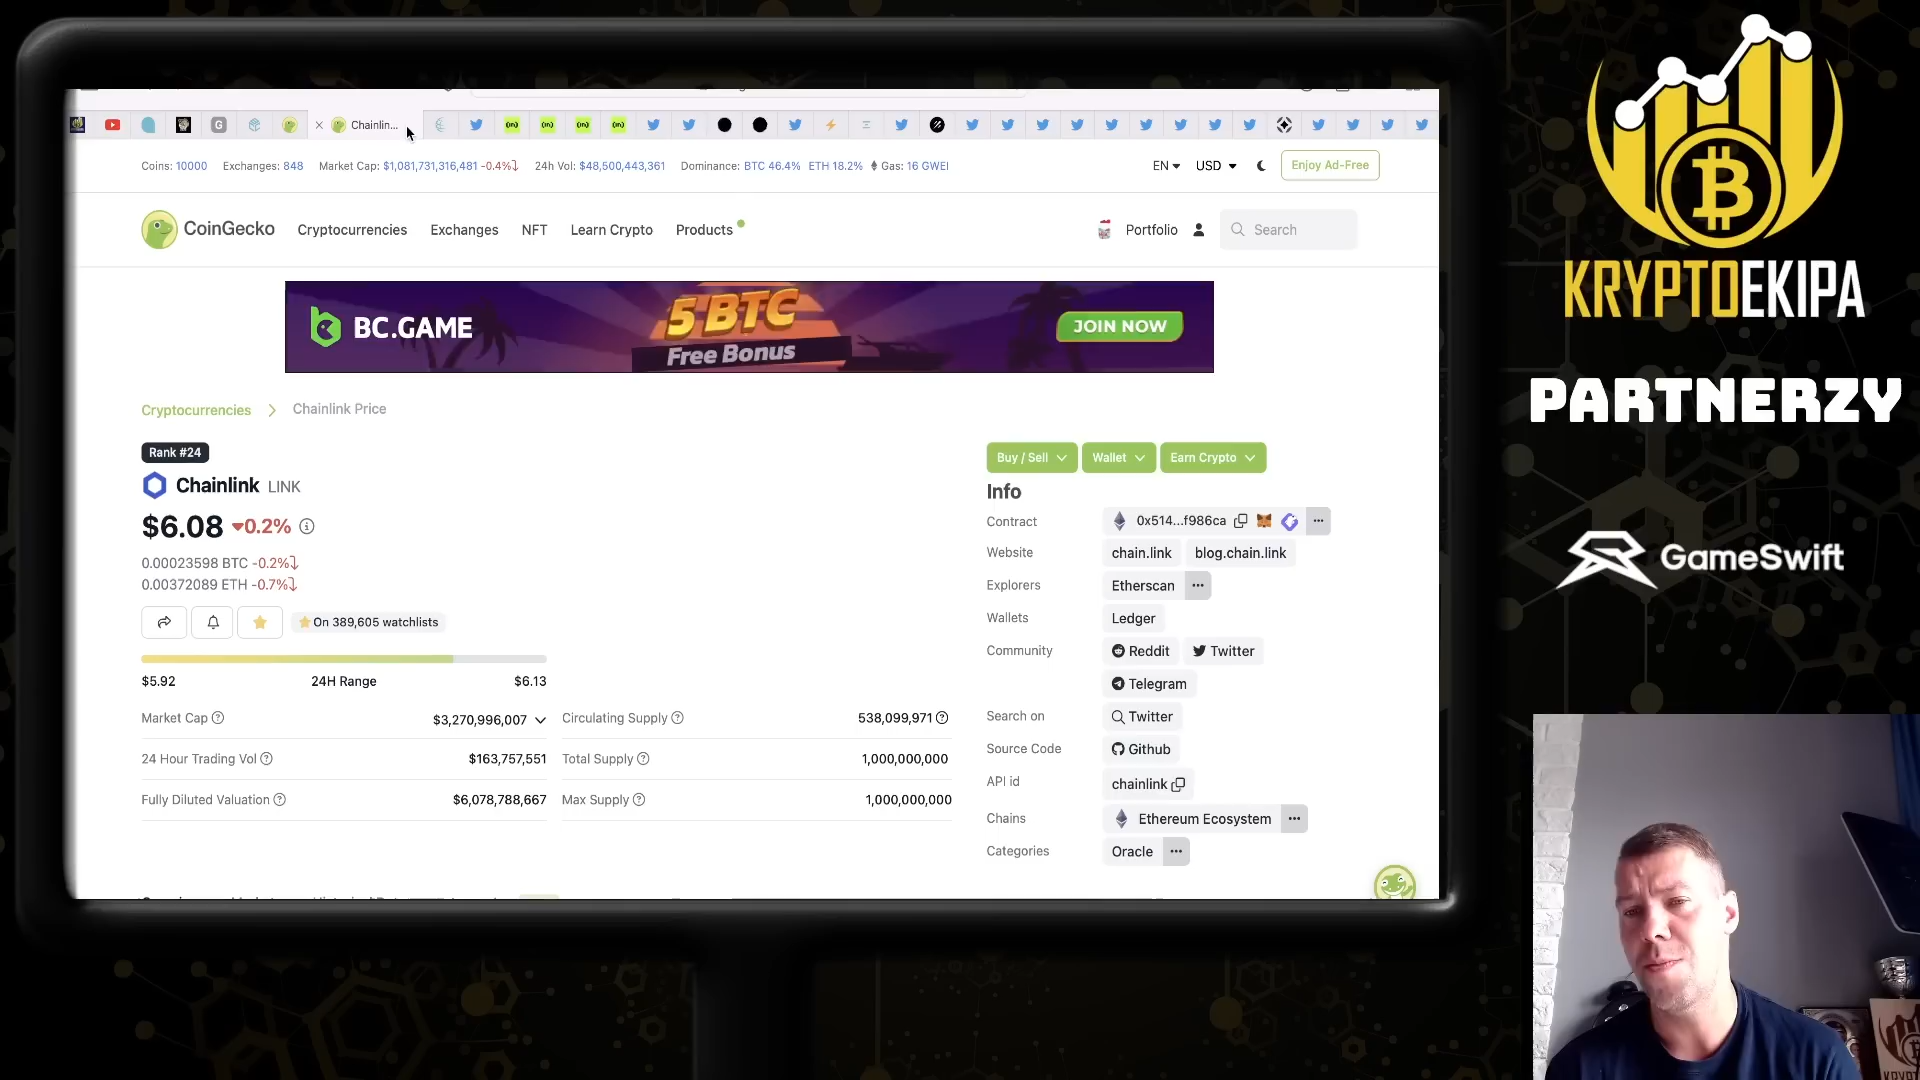 Chainlin...
Coins: 10000 Exchanges: 848 Market Cap: $1,081,731,316,481 -0.4% 24h Vol: $48,500,443,361 Dominance: BTC 46.4% ETH 18.2% Gas: 16 GWEI
EN USD Enjoy Ad-Free
CoinGecko Cryptocurrencies Exchanges NFT Learn Crypto Products
Portfolio Search
BC.GAME
5 BTC
Free Bonus
JOIN NOW
Cryptocurrencies Chainlink Price
Rank #24
Chainlink LINK
$6.08 0.2%
0.00023598 BTC -0.2%
0.00372089 ETH -0.7%
On 389,605 watchlists
$5.92 24H Range $6.13
Market Cap $3,270,996,007
Circulating Supply 538,099,971
24 Hour Trading Vol $163,757,551
Total Supply 1,000,000,000
Fully Diluted Valuation $6,078,788,667
Max Supply 1,000,000,000
Buy / Sell Wallet Earn Crypto
Info
Contract 0x514...f986ca
Website chain.link blog.chain.link
Explorers Etherscan
Wallets Ledger
Community Reddit Twitter
Telegram
Search on Twitter
Source Code Github
API id chainlink
Chains Ethereum Ecosystem
Categories Oracle
KRYPTOEKIPA
PARTNERZY
GameSwift